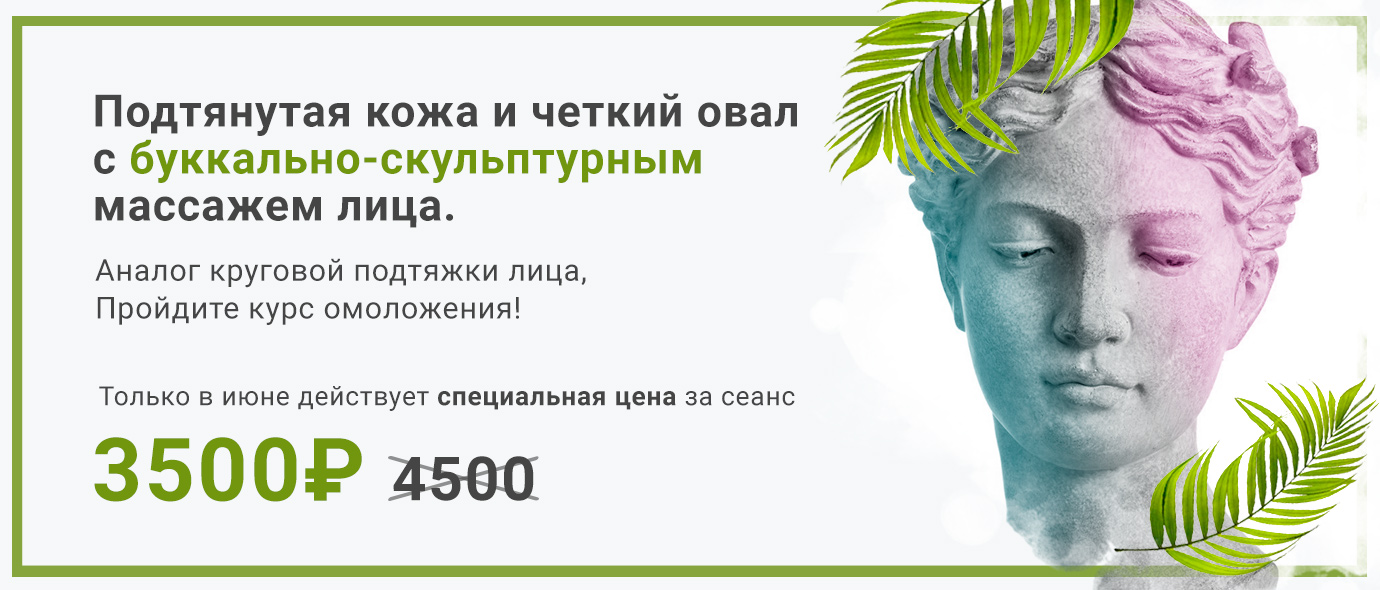 Подтянутая кожа и четкий овал
с буккально-скульптурным
массажем лица.
Аналог круговой подтяжки лица,
Пройдите курс омоложения!
Только в июне действует специальная цена за сеанс
3500₽ 4500